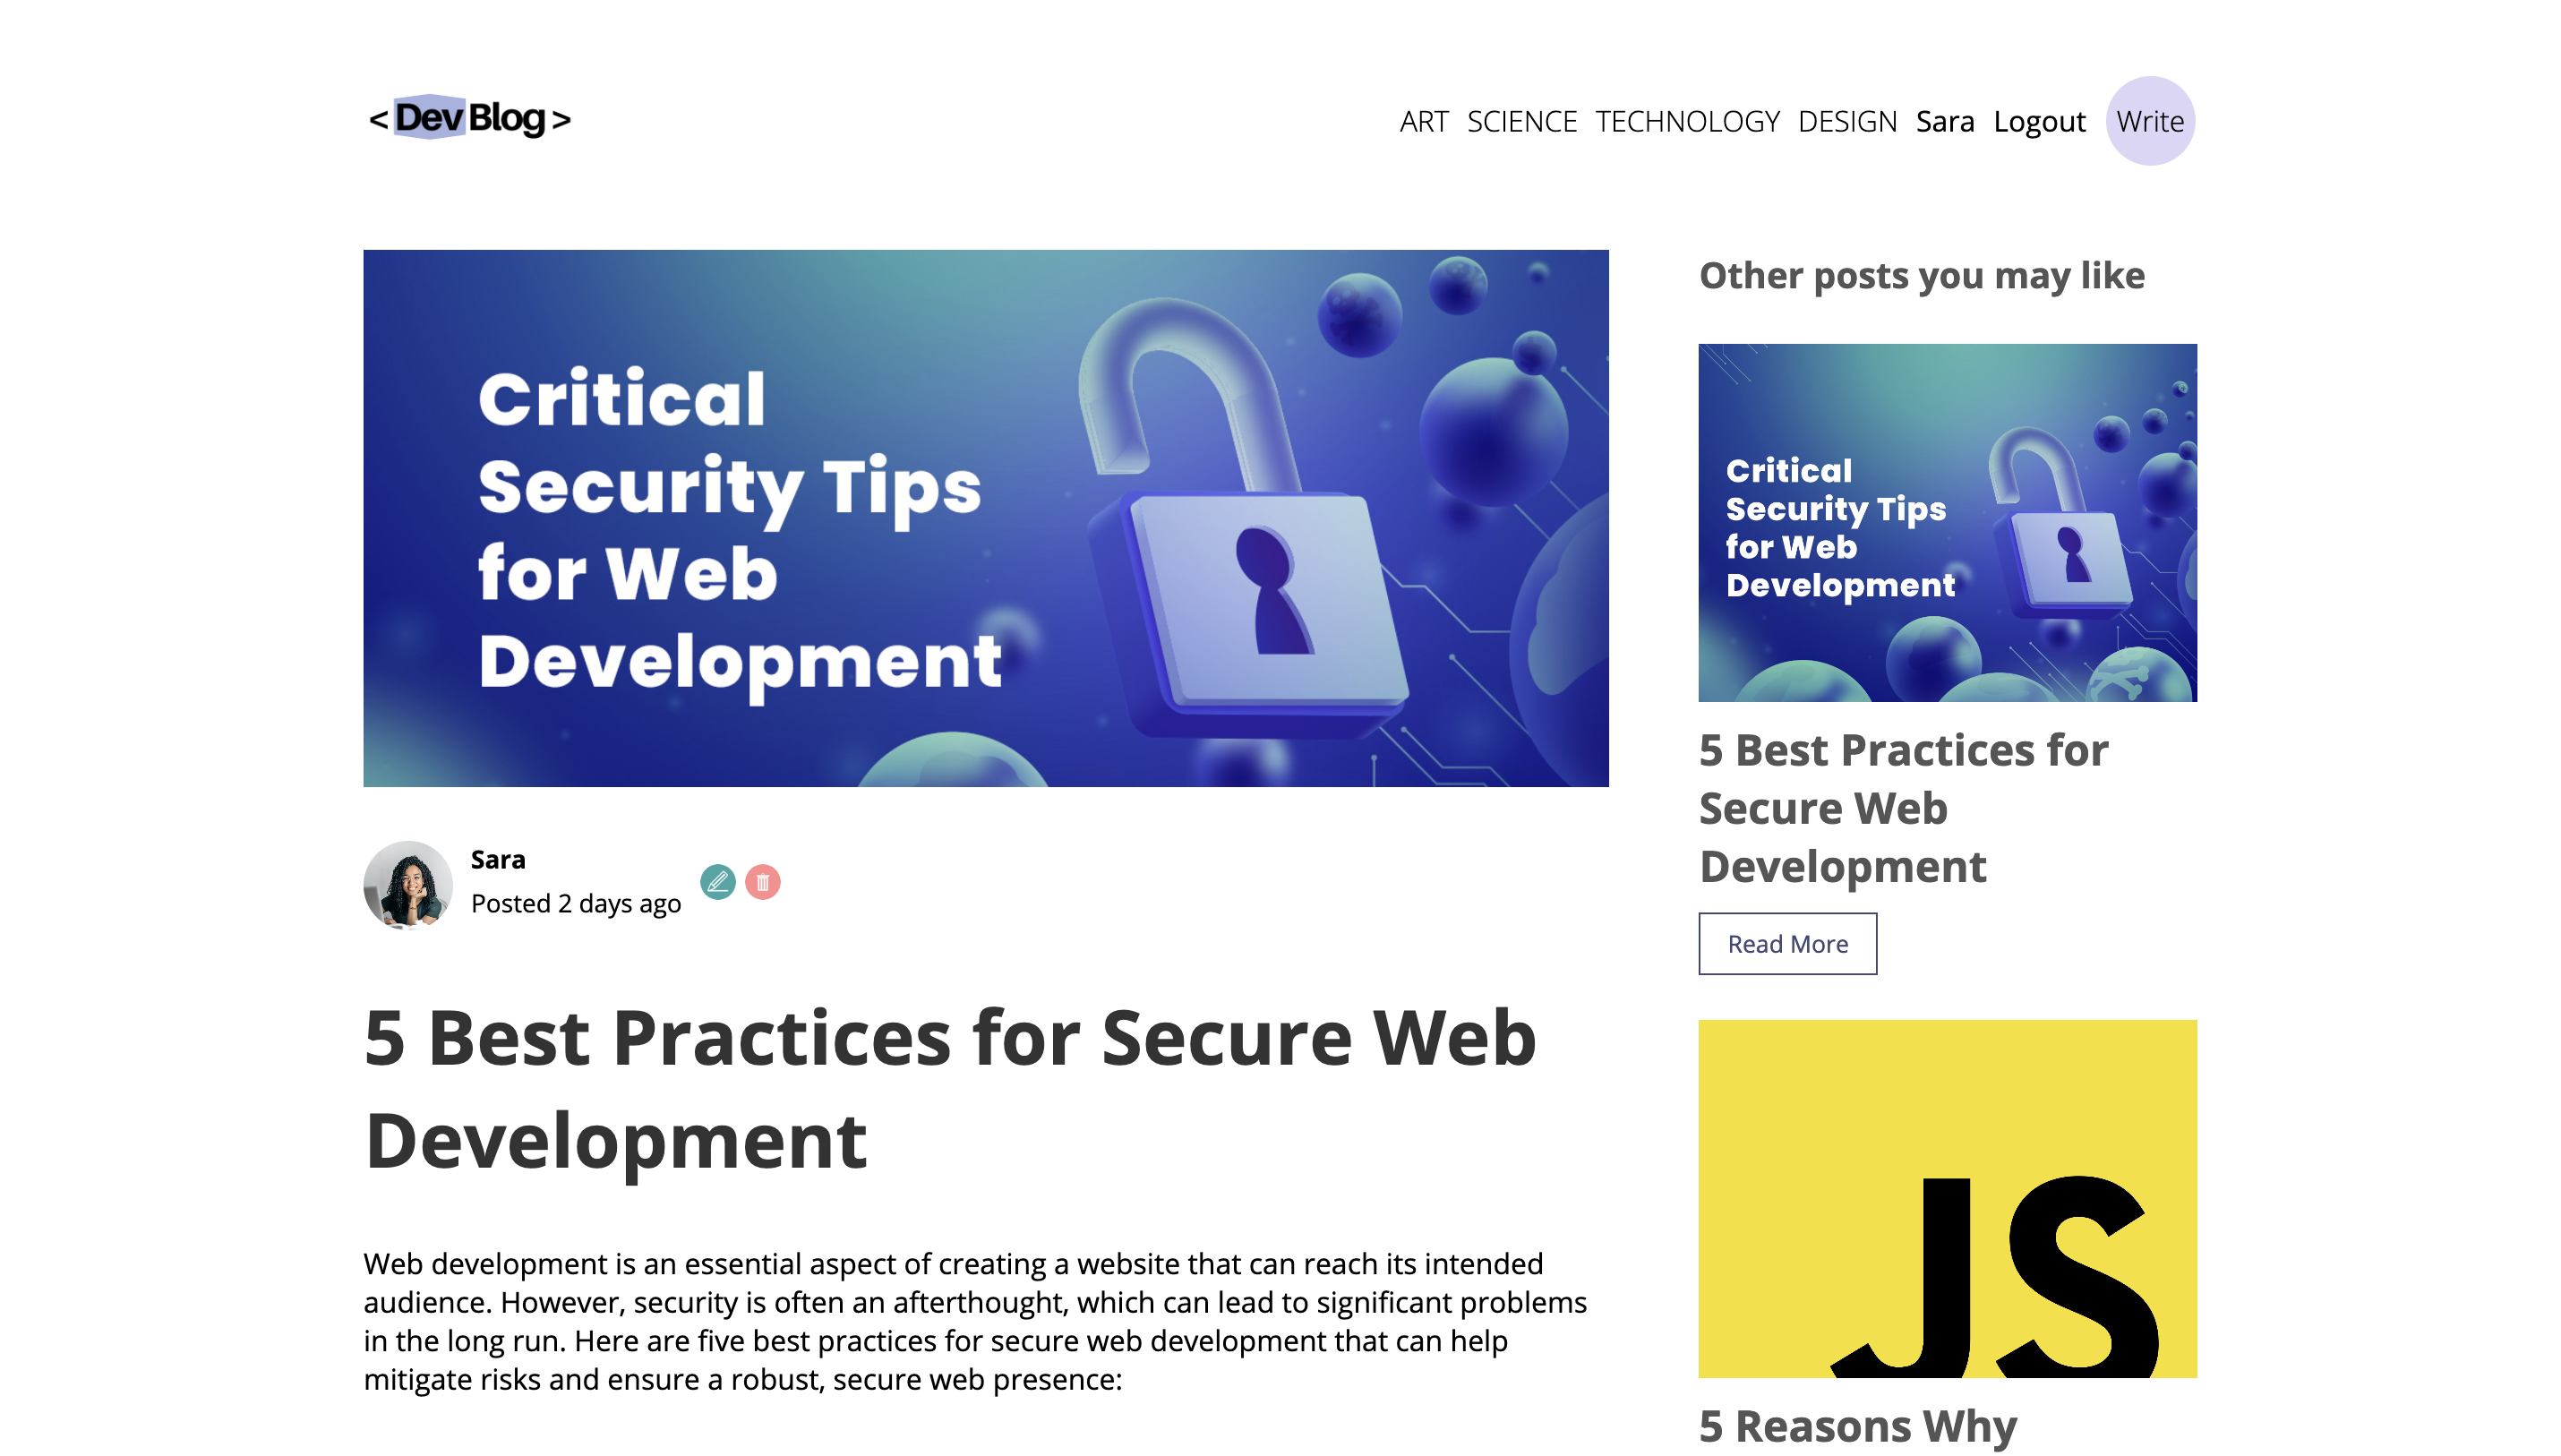 < Dev Blog >
ART SCIENCE TECHNOLOGY DESIGN Sara Logout Write
Critical
Security Tips
for Web
Development
Sara
Posted 2 days ago
5 Best Practices for Secure Web
Development
Web development is an essential aspect of creating a website that can reach its intended
audience. However, security is often an afterthought, which can lead to significant problems
in the long run. Here are five best practices for secure web development that can help
mitigate risks and ensure a robust, secure web presence:
Other posts you may like
Critical
Security Tips
for Web
Development
5 Best Practices for
Secure Web
Development
Read More
JS
5 Reasons Why